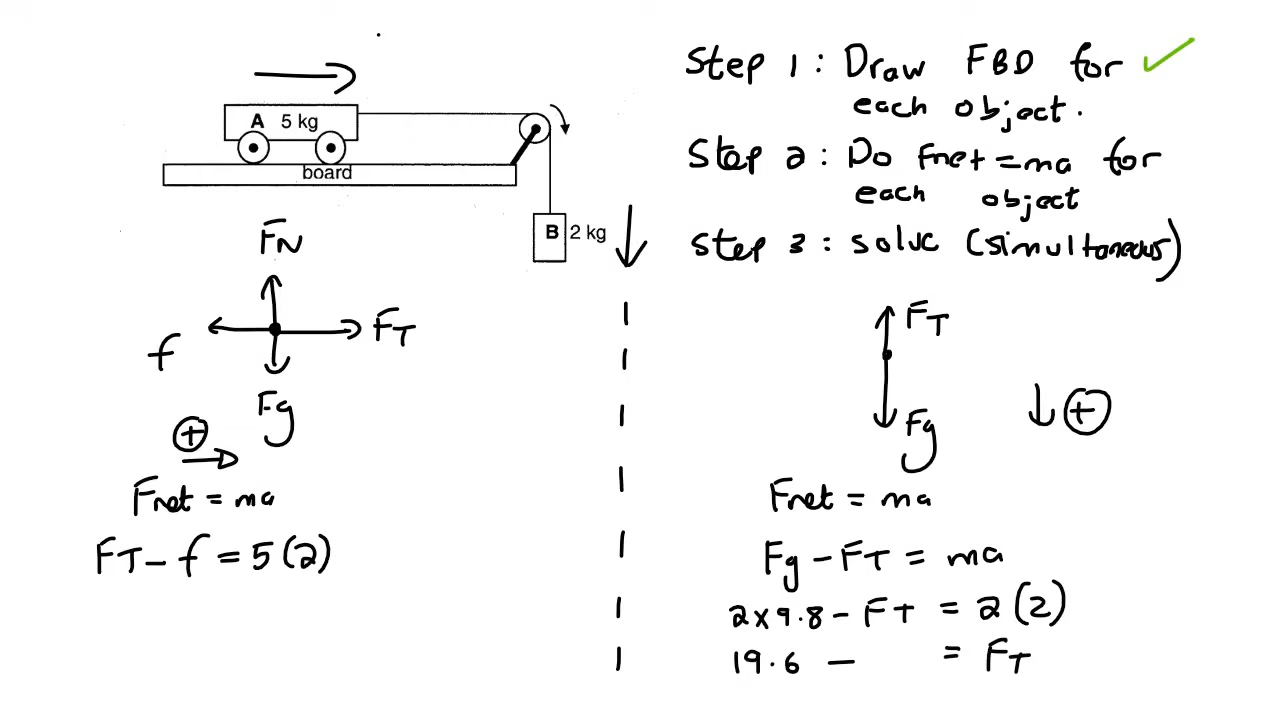 Step 1 : Draw FBD for ✓
each object.
Step 2 : Do Fnet = ma for
each object
Step 3 : solve (simultaneous)
A 5 kg
board
B 2 kg
FN
f
FT
Fg
+
Fnet = ma
FT - f = 5(2)
FT
Fg
+
Fnet = ma
Fg - FT = ma
2x9.8 - FT = 2(2)
19.6 - = FT